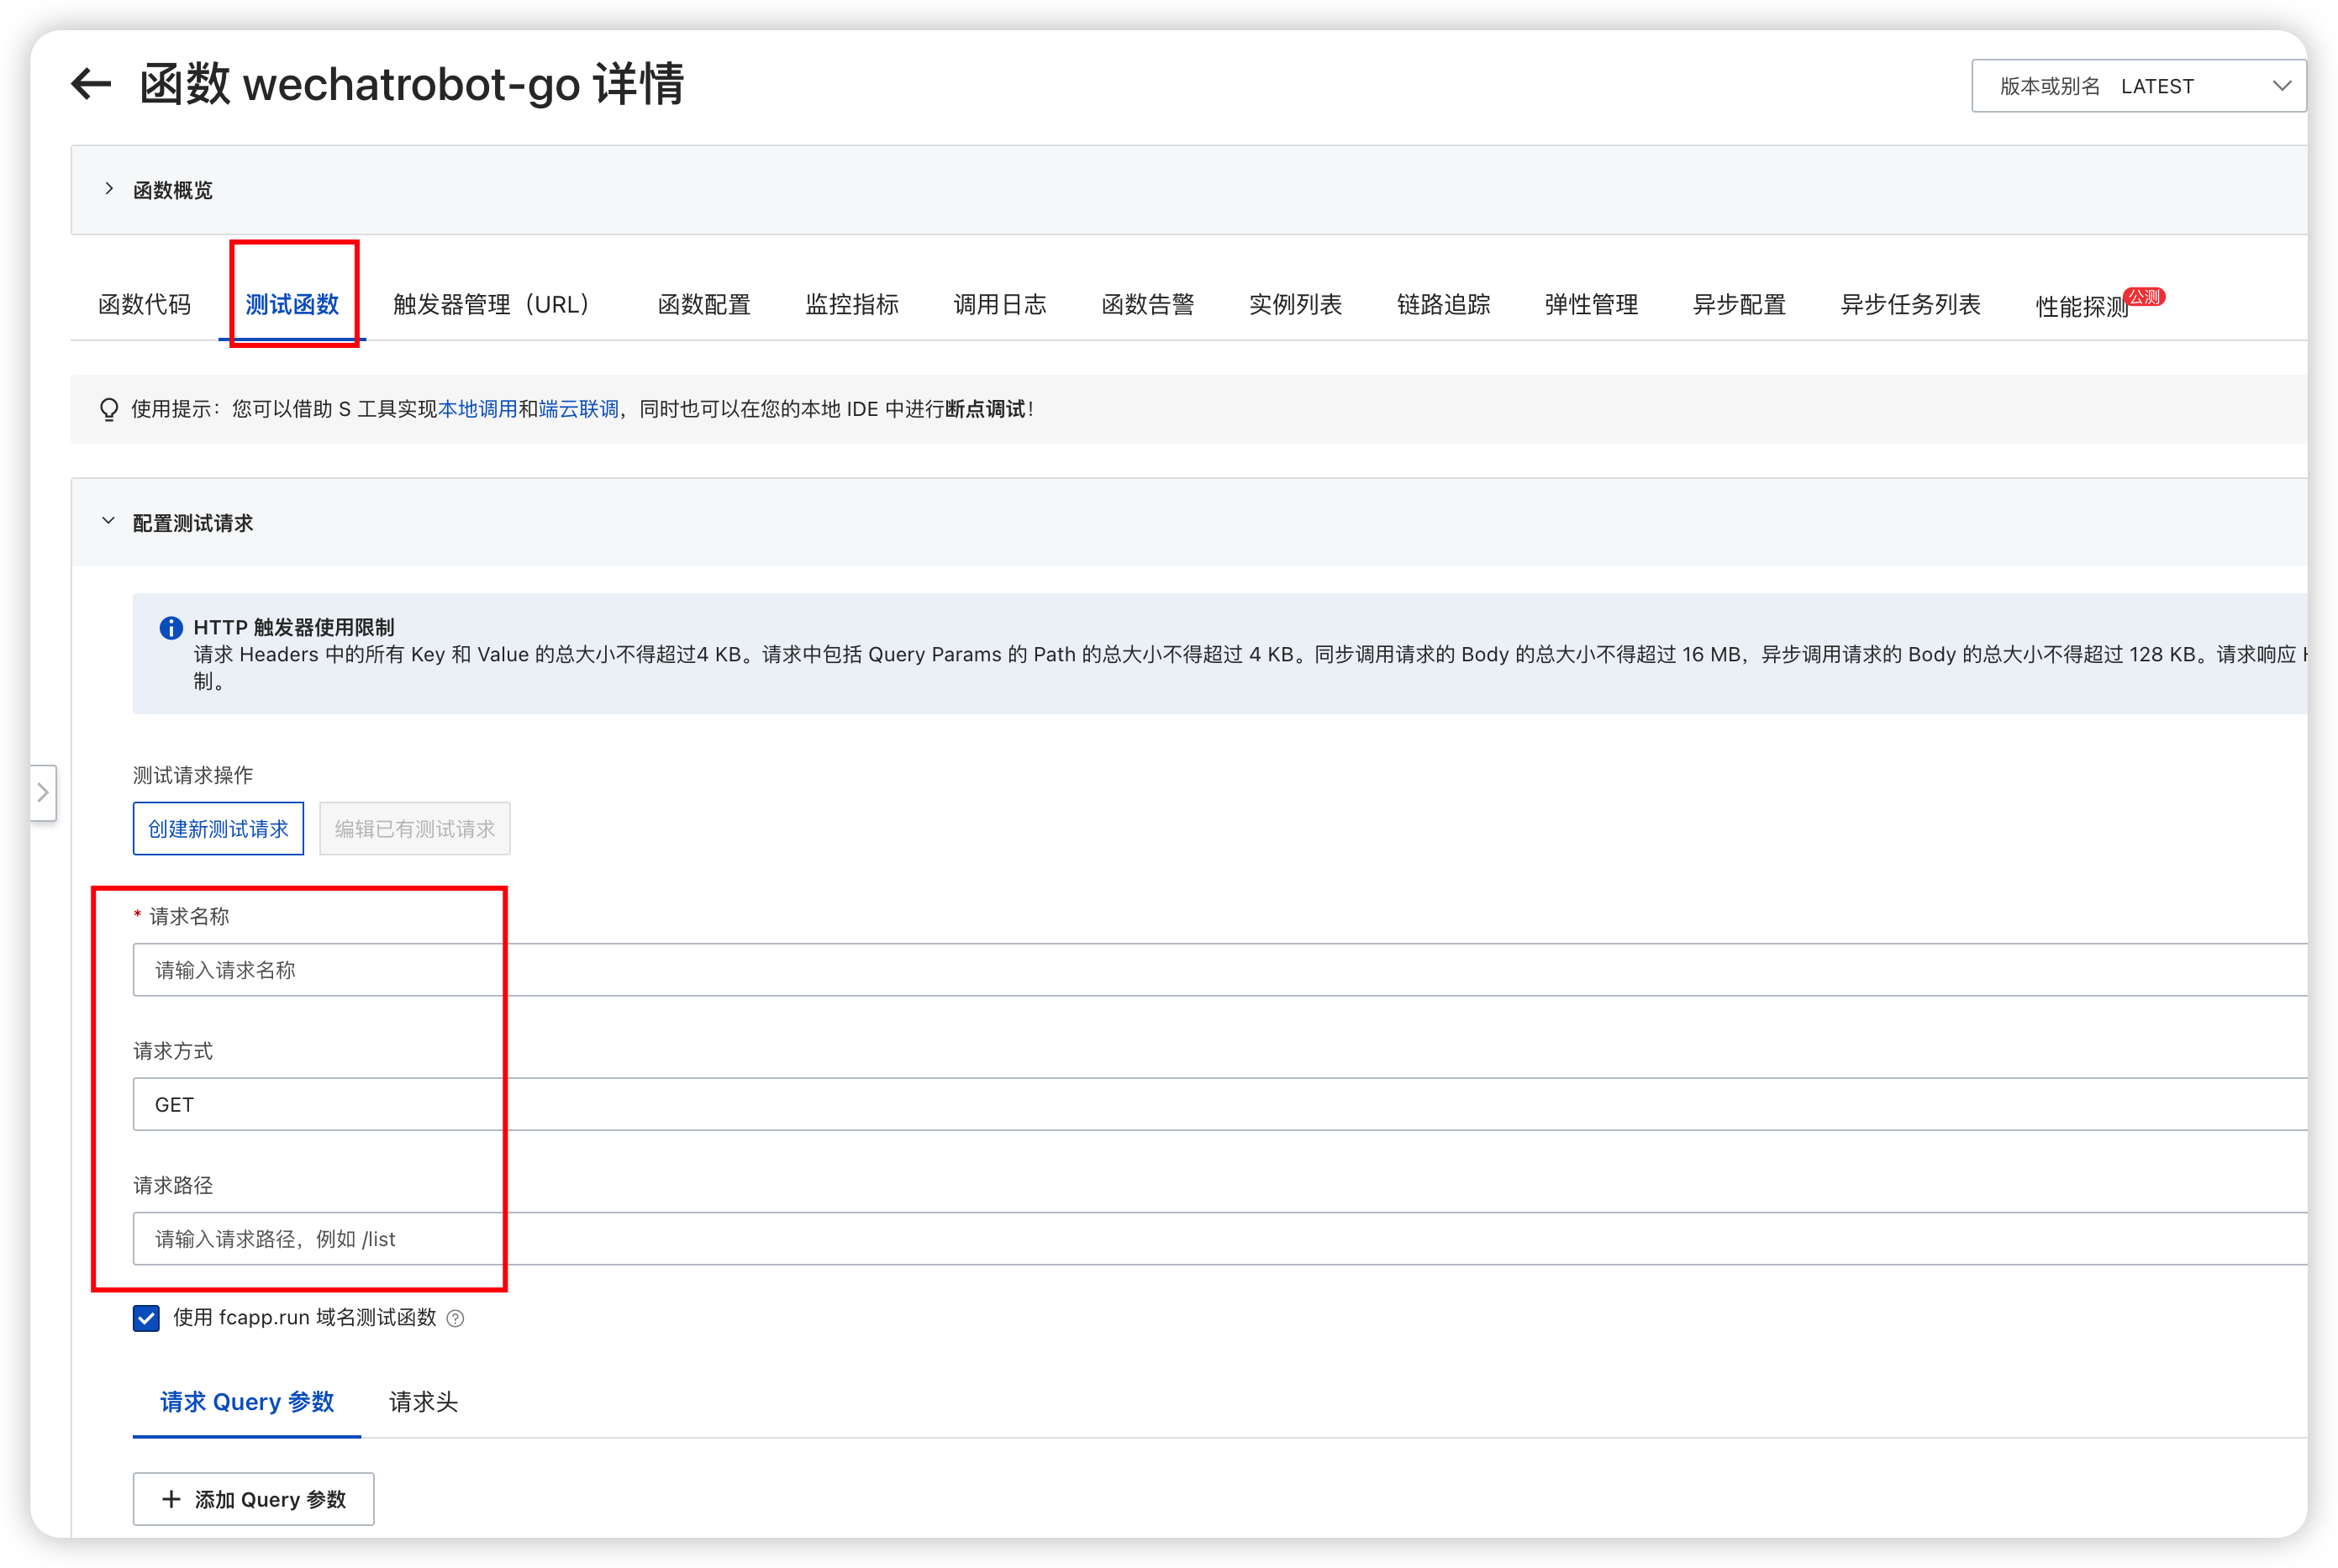 函数 wechatrobot-go 详情
版本或别名 LATEST
函数概览
函数代码 测试函数 触发器管理（URL） 函数配置 监控指标 调用日志 函数告警 实例列表 链路追踪 弹性管理 异步配置 异步任务列表 性能探测 公测
使用提示：您可以借助 S 工具实现本地调用和端云联调，同时也可以在您的本地 IDE 中进行断点调试！
配置测试请求
HTTP 触发器使用限制
请求 Headers 中的所有 Key 和 Value 的总大小不得超过4 KB。请求中包括 Query Params 的 Path 的总大小不得超过 4 KB。同步调用请求的 Body 的总大小不得超过 16 MB，异步调用请求的 Body 的总大小不得超过 128 KB。请求响应
制。
测试请求操作
创建新测试请求 编辑已有测试请求
* 请求名称
请输入请求名称
请求方式
GET
请求路径
请输入请求路径，例如 /list
使用 fcapp.run 域名测试函数
请求 Query 参数 请求头
添加 Query 参数